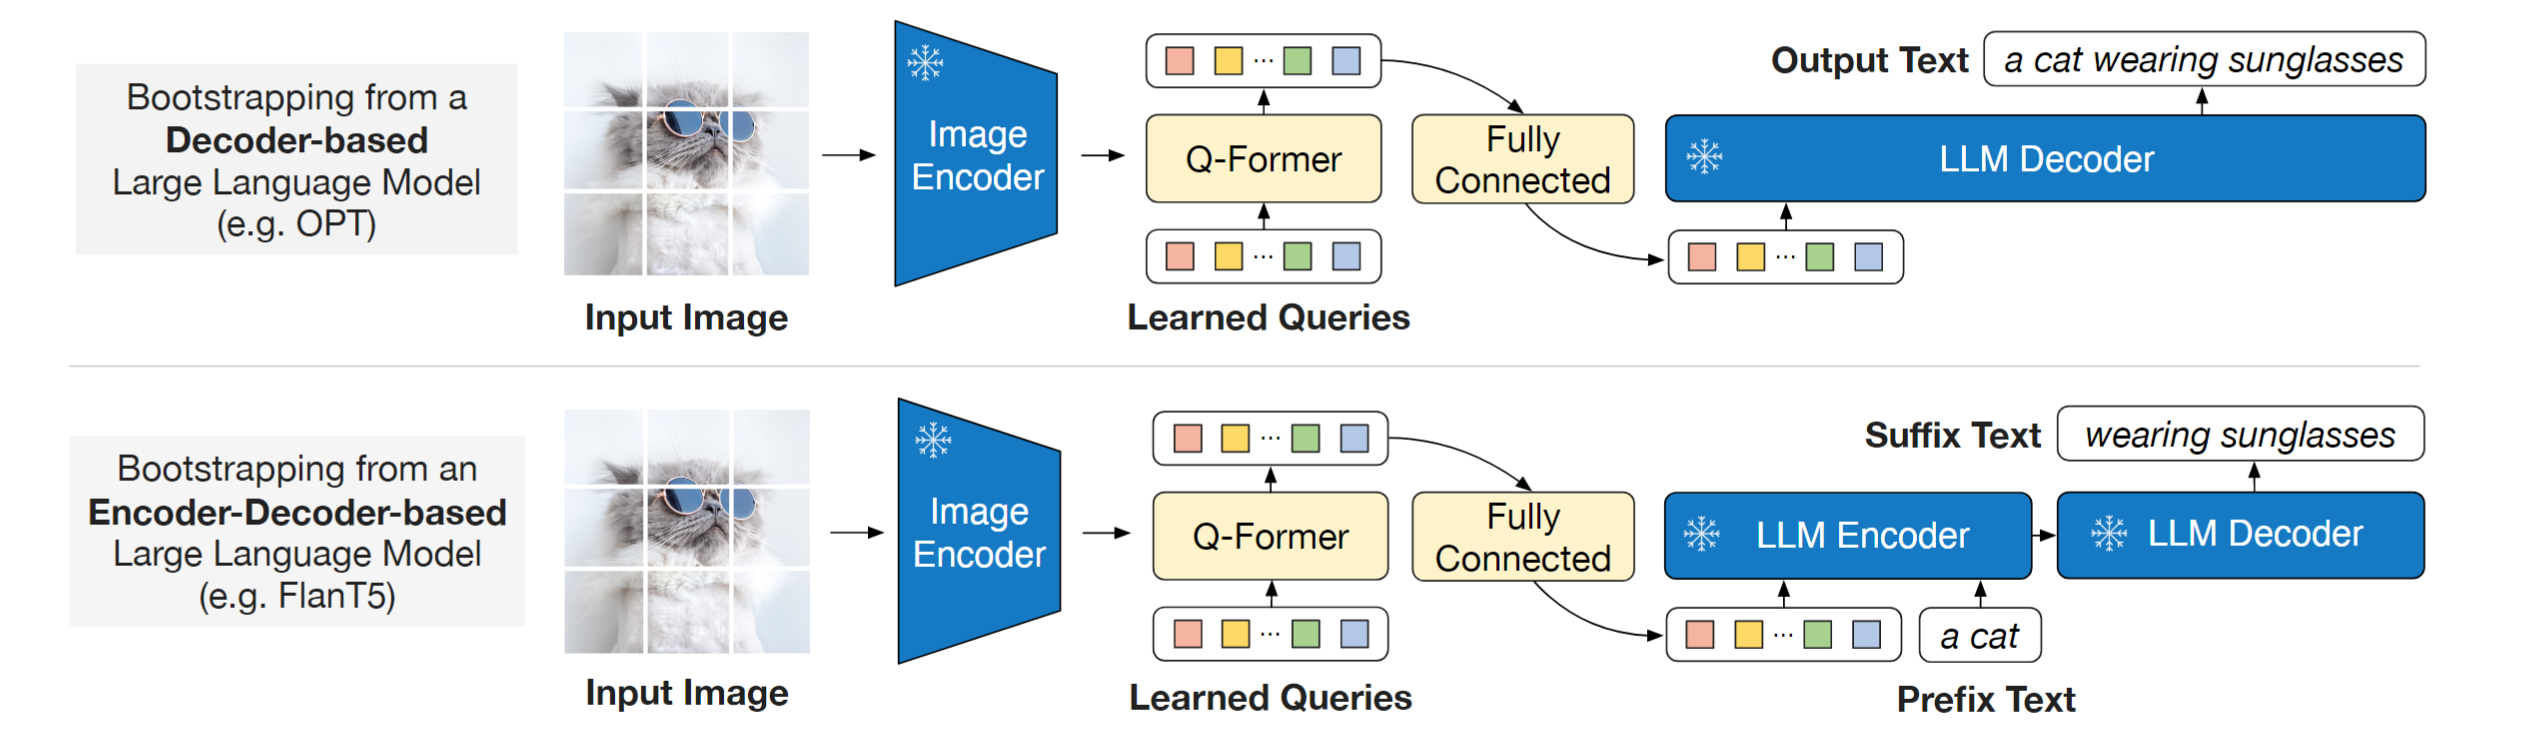 Bootstrapping from a
Decoder-based
Large Language Model
(e.g. OPT)
Input Image
Image
Encoder
...
Q-Former
...
Learned Queries
Fully
Connected
Output Text
a cat wearing sunglasses
LLM Decoder
...
Bootstrapping from an
Encoder-Decoder-based
Large Language Model
(e.g. FlanT5)
Input Image
Image
Encoder
...
Q-Former
...
Learned Queries
Fully
Connected
Suffix Text
wearing sunglasses
LLM Encoder
LLM Decoder
...
a cat
Prefix Text